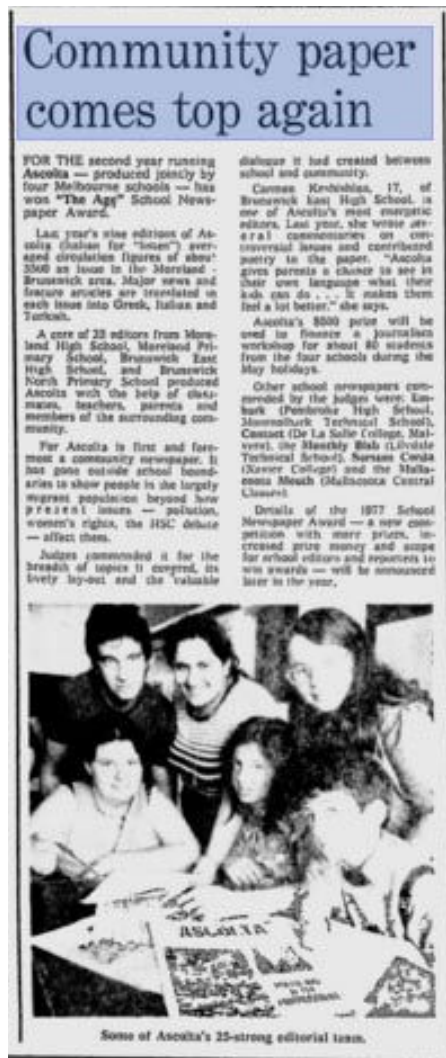 Community paper
comes top again
FOR THE second year running
Ascolta — produced jointly by
four Melbourne schools — has
won "The Age" School News-
paper Award.
Last year's nine editions of As-
colta (Italian for "listen") aver-
aged circulation figures of about
3500 an issue in the Moreland -
Brunswick area. Major news and
feature articles are translated in
each issue into Greek, Italian and
Turkish.
A core of 25 editors from More-
land High School, Moreland Pri-
mary School, Brunswick East
High School, and Brunswick
North Primary School produced
Ascolta with the help of class-
mates, teachers, parents and
members of the surrounding com-
munity.
For Ascolta is first and fore-
most a community newspaper. It
has gone outside school bound-
aries to show people in the largely
migrant population beyond how
present issues — pollution,
women's rights, the HSC debate
— affect them.
Judges commended it for the
breadth of topics it covered, its
lively lay-out and the valuable
dialogue it had created between
school and community.
Carmen 17, of
Brunswick East High School, is
one of Ascolta's most energetic
editors. Last year, she wrote sev-
eral commentaries on con-
troversial issues and contributed
poetry to the paper. "Ascolta
gives parents a chance to see in
their own language what their
kids can do . . . It makes them
feel a lot better." she says.
Ascolta's $500 prize will be
used to finance a journalism
workshop for about 80 students
from the four schools during the
May holidays.
Other school newspapers com-
mended by the judges were: Em-
bark (Pembroke High School,
Mooroolbark Technical School),
Contact (De La Salle College, Mal-
vern), the Monthly Blab (Lilydale
Technical School), Sursum Corda
(Xavier College) and the Malla-
coota Mouth (Mallacoota Central
Classes).
Details of the 1977 School
Newspaper Award — a new com-
petition with more prizes, in-
creased prize money and scope
for school editors and reporters to
win awards — will be announced
later in the year.
ASCOLTA
Some of Ascolta's 25-strong editorial team.